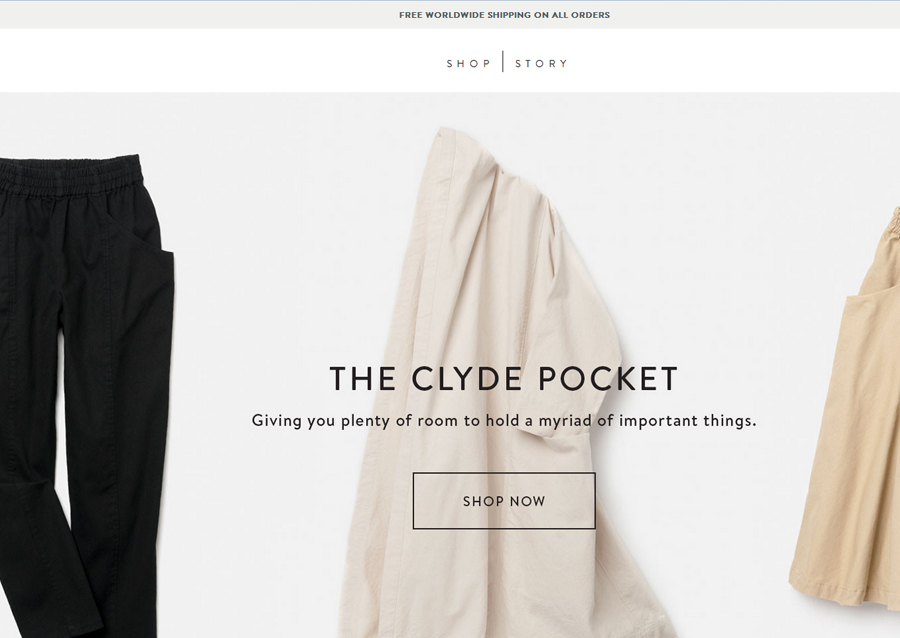 FREE WORLDWIDE SHIPPING ON ALL ORDERS
SHOP | STORY
THE CLYDE POCKET
Giving you plenty of room to hold a myriad of important things.
SHOP NOW